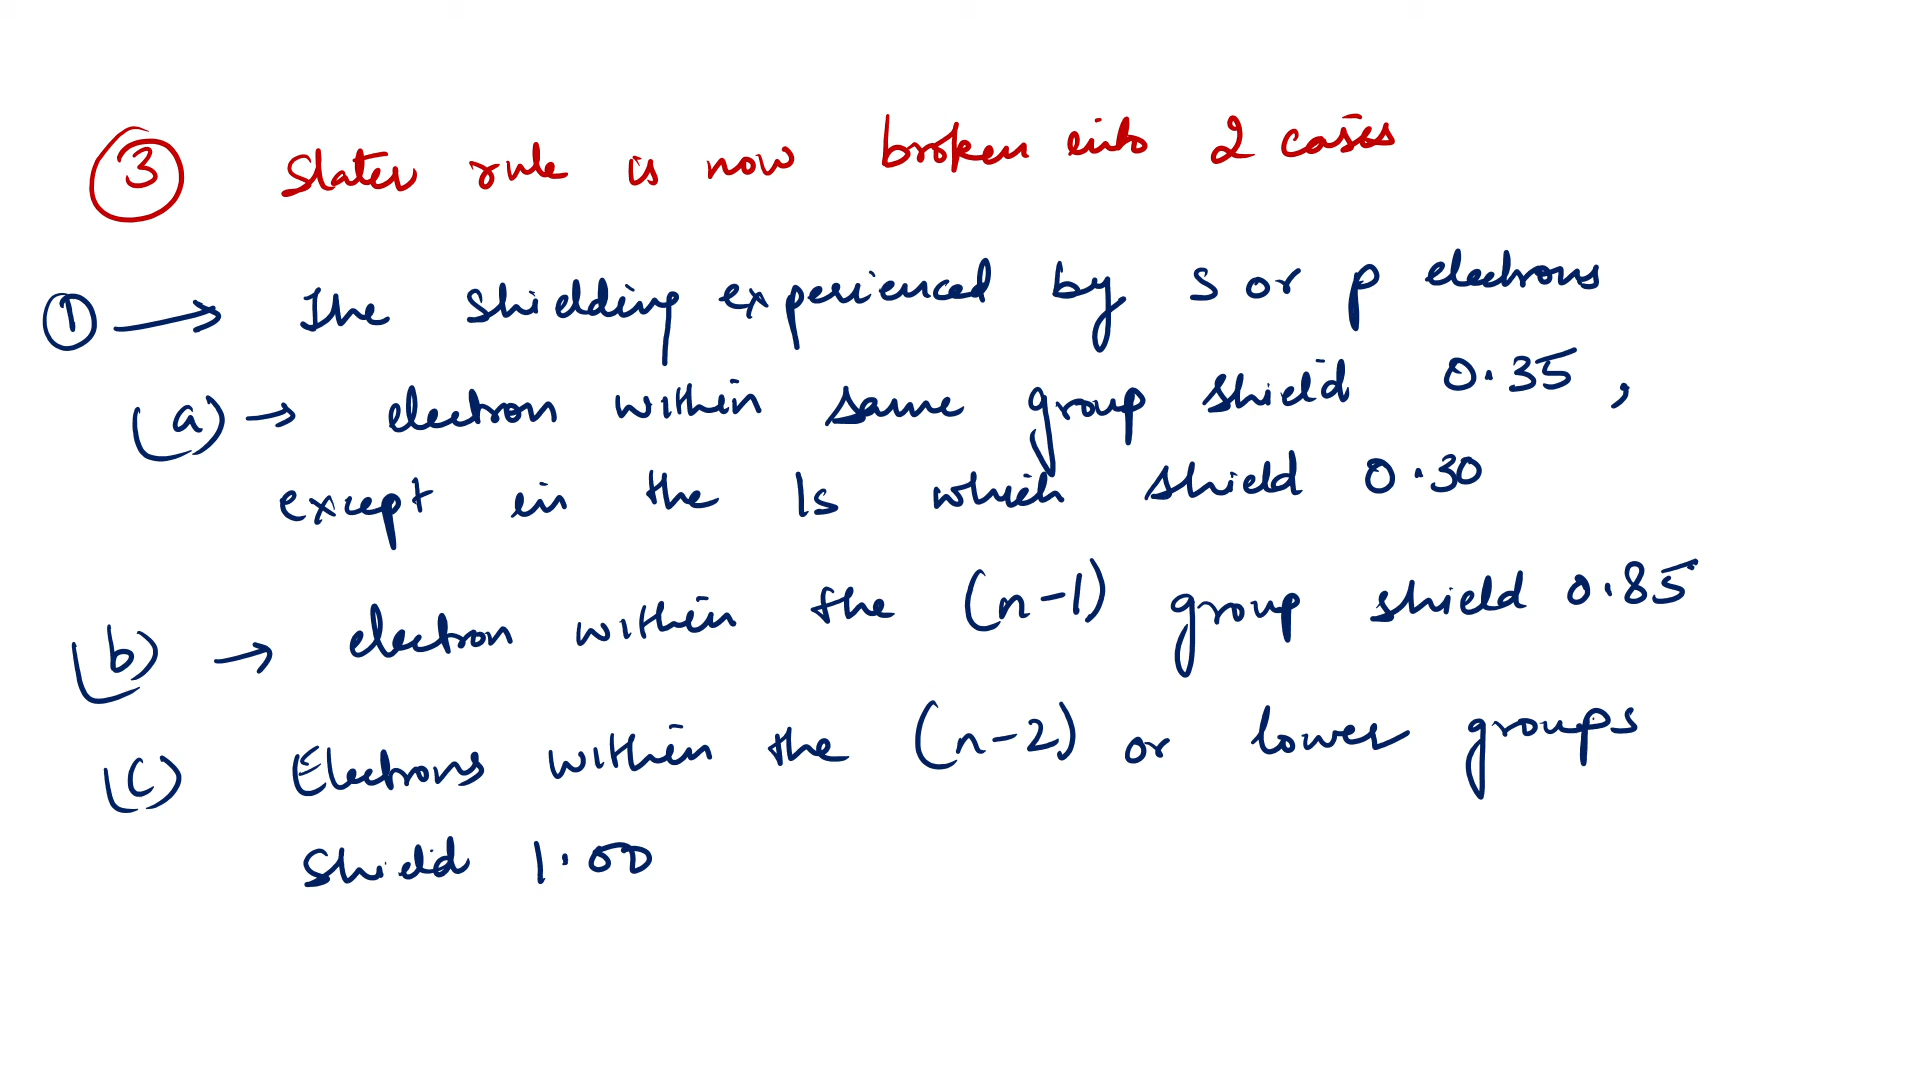 ③ Slater rule is now broken into 2 cases
① → The shielding experienced by s or p electrons
(a) → electron within same group shield 0.35,
except in the 1s which shield 0.30
(b) → electron within the (n-1) group shield 0.85
(c) Electrons within the (n-2) or lower groups
shield 1.00